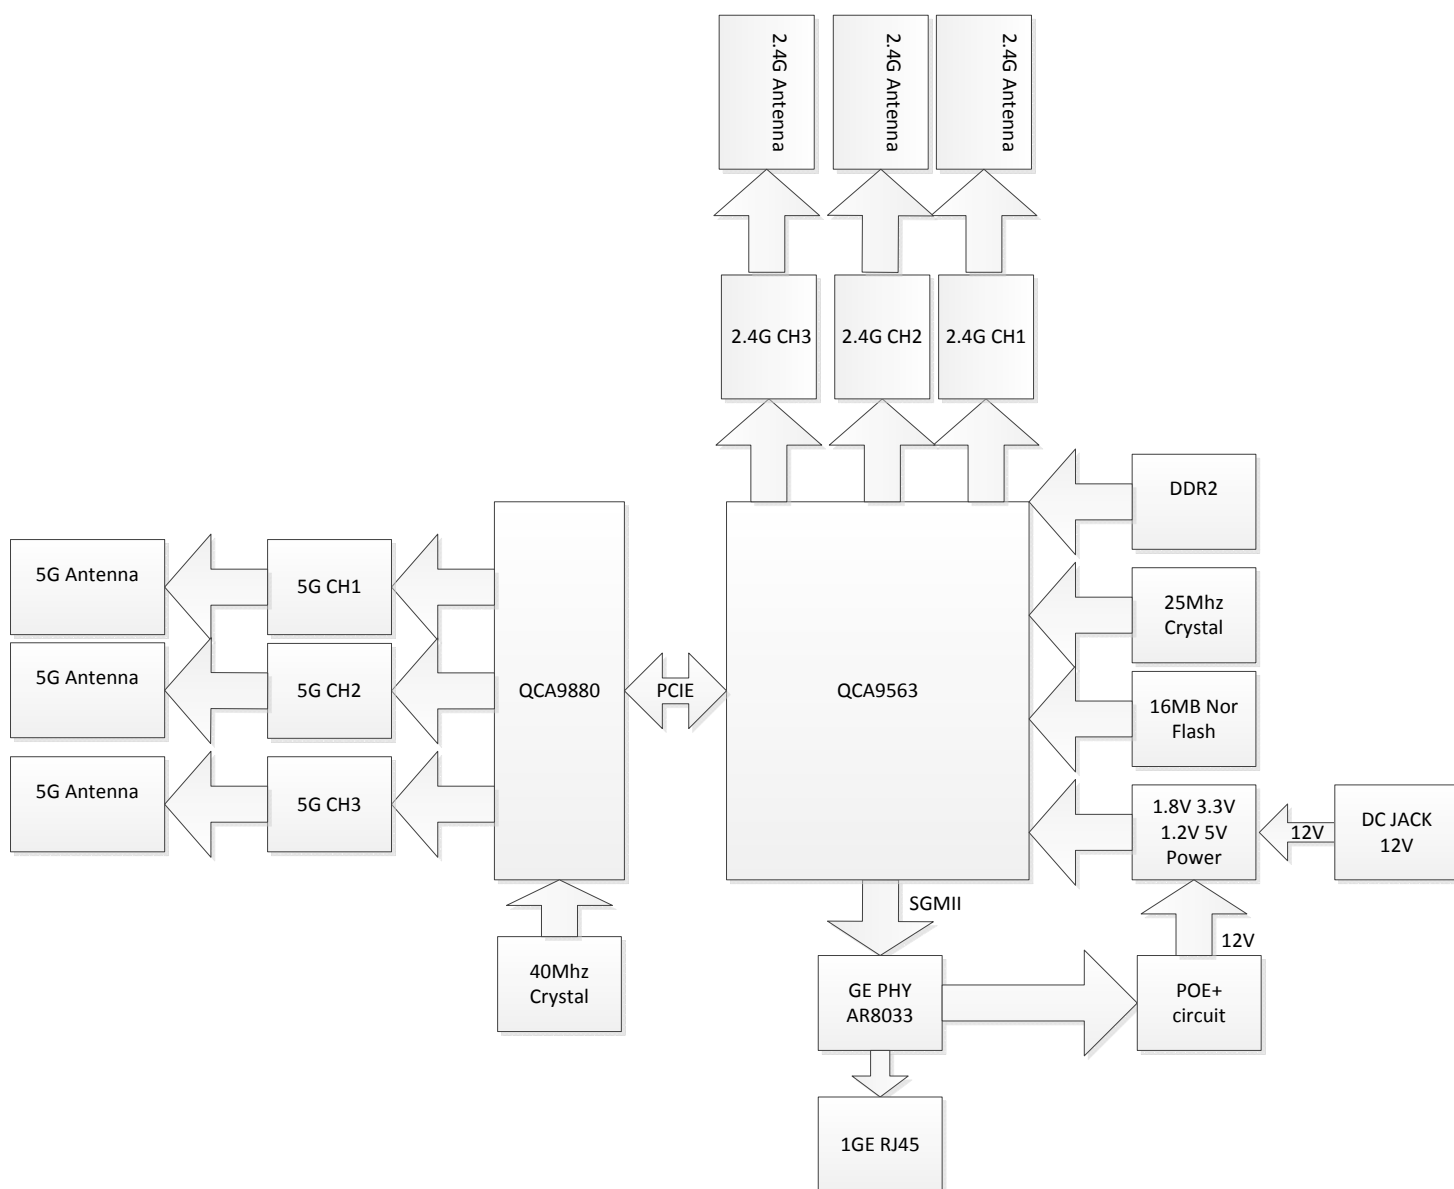 2.4G Antenna
2.4G Antenna
2.4G Antenna
2.4G CH3
2.4G CH2
2.4G CH1
DDR2
5G Antenna
5G CH1
25Mhz
Crystal
5G Antenna
5G CH2
QCA9880
PCIE
QCA9563
16MB Nor
Flash
5G Antenna
5G CH3
1.8V 3.3V
1.2V 5V
Power
12V
DC JACK
12V
SGMII
12V
40Mhz
Crystal
GE PHY
AR8033
POE+
circuit
1GE RJ45